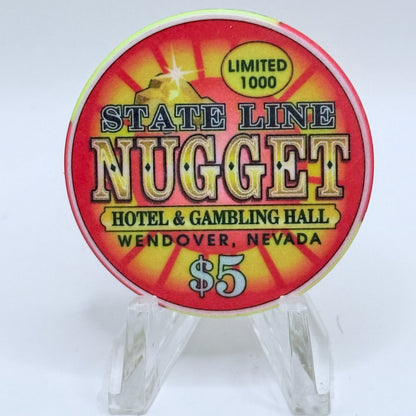 LIMITED
1000
STATE LINE
NUGGET
HOTEL & GAMBLING HALL
WENDOVER, NEVADA
$5